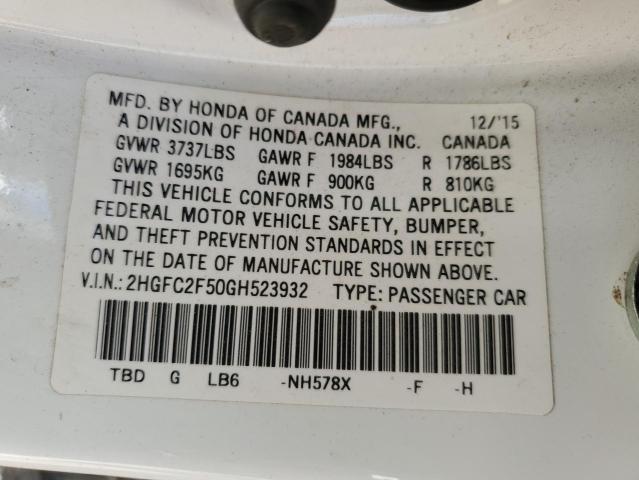 MFD. BY HONDA OF CANADA MFG., 12/'15
A DIVISION OF HONDA CANADA INC. CANADA
GVWR 3737LBS GAWR F 1984LBS R 1786LBS
GVWR 1695KG GAWR F 900KG R 810KG
THIS VEHICLE CONFORMS TO ALL APPLICABLE
FEDERAL MOTOR VEHICLE SAFETY, BUMPER,
AND THEFT PREVENTION STANDARDS IN EFFECT
ON THE DATE OF MANUFACTURE SHOWN ABOVE.
V.I.N.: 2HGFC2F50GH523932 TYPE: PASSENGER CAR
TBD G LB6 -NH578X -F -H